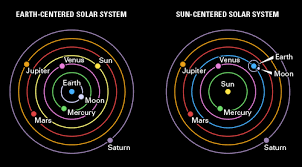 EARTH-CENTERED SOLAR SYSTEM
Venus
Sun
Jupiter
Earth
Moon
Mercury
Mars
Saturn
SUN-CENTERED SOLAR SYSTEM
Venus
Earth
Jupiter
Moon
Sun
Mercury
Mars
Saturn